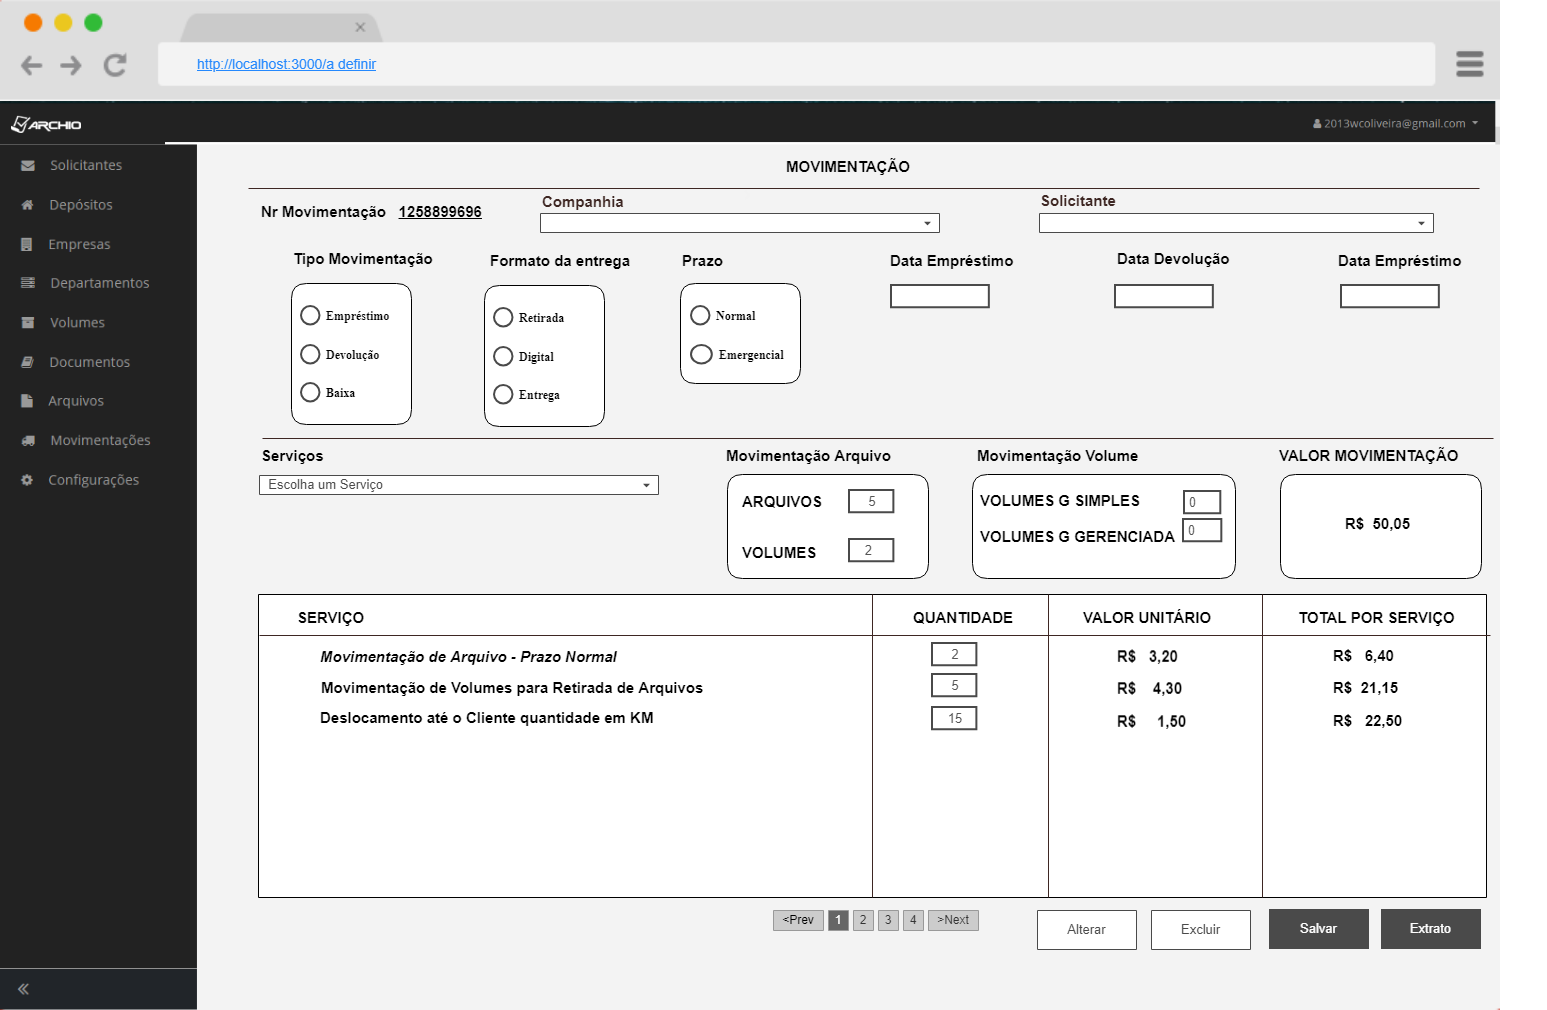 http://localhost:3000/a definir
ARCHIO
2013wcoliveira@gmail.com
Solicitantes
Depósitos
Empresas
Departamentos
Volumes
Documentos
Arquivos
Movimentações
Configurações
MOVIMENTAÇÃO
Nr Movimentação 1258899696
Companhia
Solicitante
Tipo Movimentação
Empréstimo
Devolução
Baixa
Formato da entrega
Retirada
Digital
Entrega
Prazo
Normal
Emergencial
Data Empréstimo
Data Devolução
Data Empréstimo
Serviços
Escolha um Serviço
Movimentação Arquivo
ARQUIVOS 5
VOLUMES 2
Movimentação Volume
VOLUMES G SIMPLES 0
VOLUMES G GERENCIADA 0
VALOR MOVIMENTAÇÃO
R$ 50,05
SERVIÇO QUANTIDADE VALOR UNITÁRIO TOTAL POR SERVIÇO
Movimentação de Arquivo - Prazo Normal 2 R$ 3,20 R$ 6,40
Movimentação de Volumes para Retirada de Arquivos 5 R$ 4,30 R$ 21,15
Deslocamento até o Cliente quantidade em KM 15 R$ 1,50 R$ 22,50
<Prev 1 2 3 4 >Next
Alterar Excluir Salvar Extrato